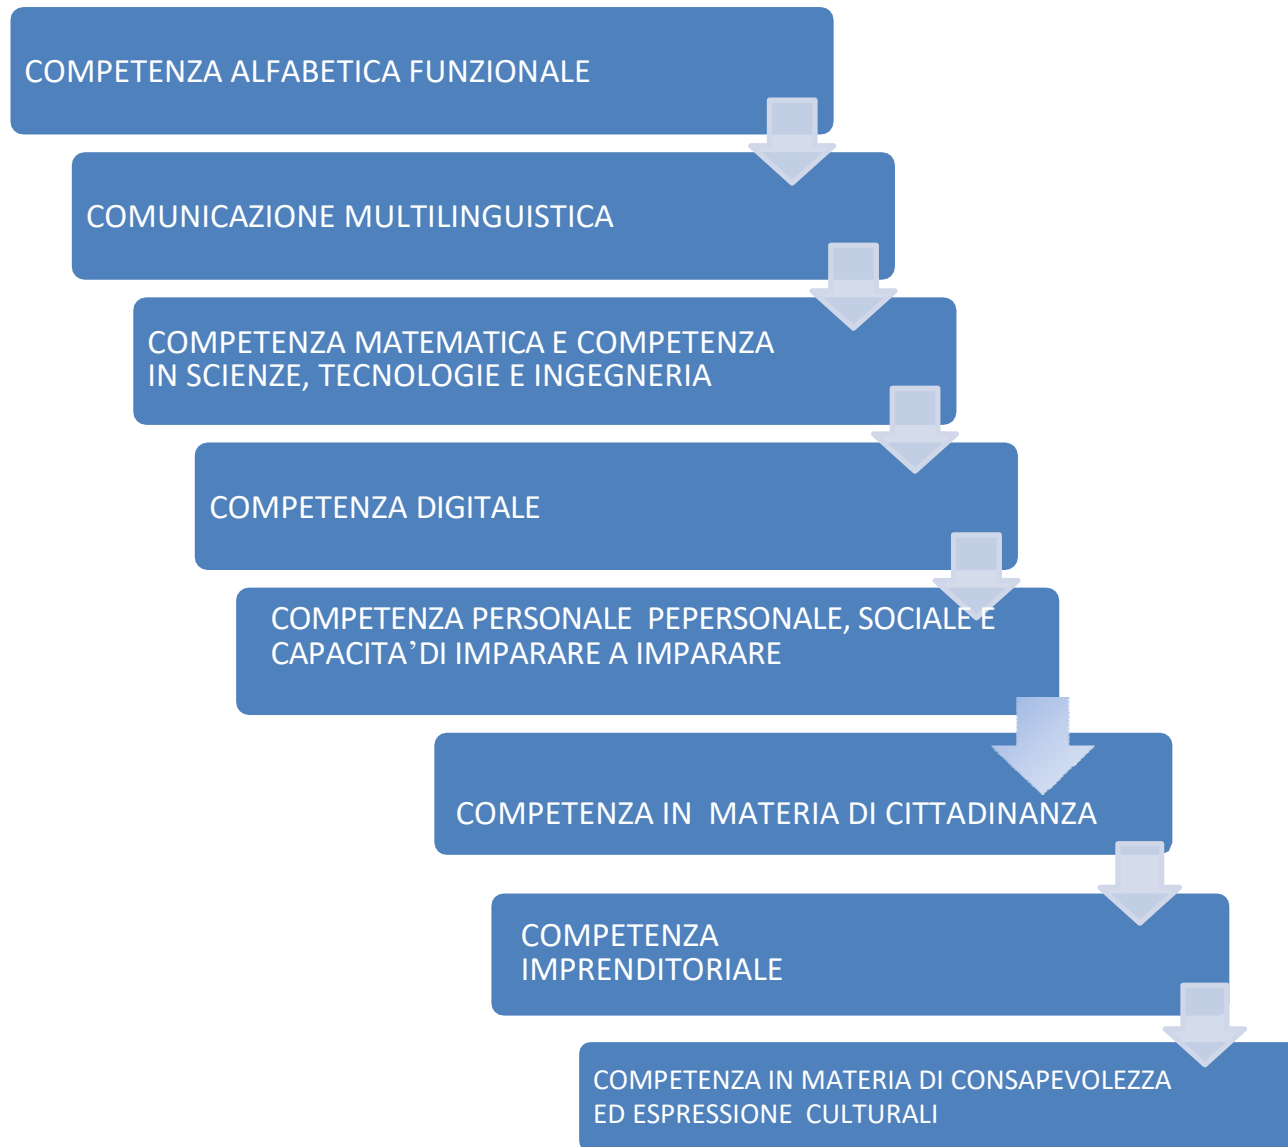 COMPETENZA ALFABETICA FUNZIONALE
COMUNICAZIONE MULTILINGUISTICA
COMPETENZA MATEMATICA E COMPETENZA
IN SCIENZE, TECNOLOGIE E INGEGNERIA
COMPETENZA DIGITALE
COMPETENZA PERSONALE PEPERSONALE, SOCIALE E
CAPACITA’DI IMPARARE A IMPARARE
COMPETENZA IN MATERIA DI CITTADINANZA
COMPETENZA
IMPRENDITORIALE
COMPETENZA IN MATERIA DI CONSAPEVOLEZZA
ED ESPRESSIONE CULTURALI